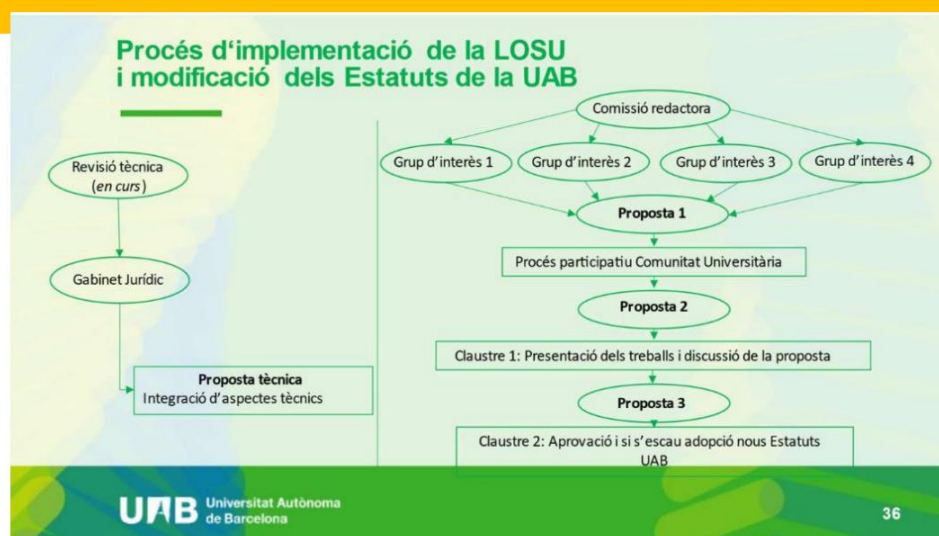 Procés d‘implementació de la LOSU
i modificació dels Estatuts de la UAB
Revisió tècnica
(en curs)
Gabinet Jurídic
Proposta tècnica
Integració d’aspectes tècnics
Comissió redactora
Grup d’interès 1
Grup d’interès 2
Grup d’interès 3
Grup d’interès 4
Proposta 1
Procés participatiu Comunitat Universitària
Proposta 2
Claustre 1: Presentació dels treballs i discussió de la proposta
Proposta 3
Claustre 2: Aprovació i si s’escau adopció nous Estatuts
UAB
UAB Universitat Autònoma
de Barcelona
36